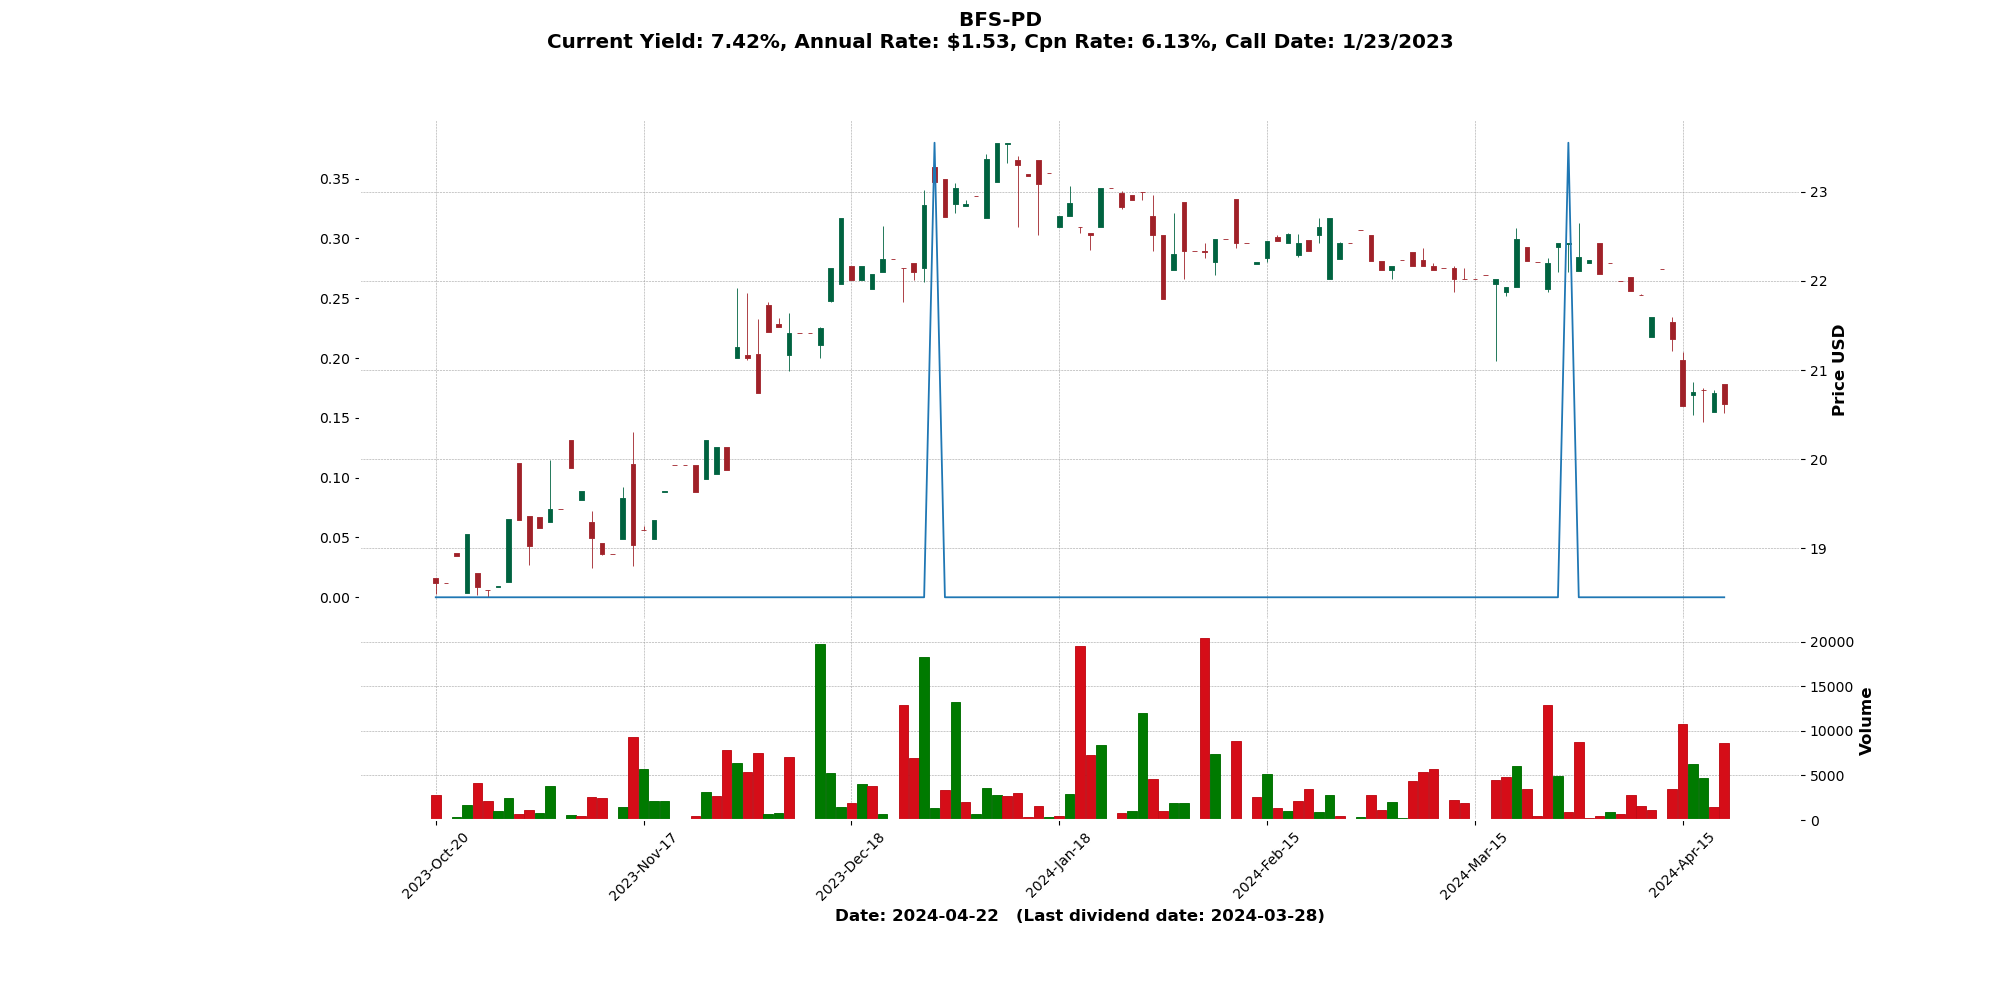 BFS-PD
Current Yield: 7.42%, Annual Rate: $1.53, Cpn Rate: 6.13%, Call Date: 1/23/2023
0.35
0.30
0.25
0.20
0.15
0.10
0.05
0.00
23
22
21
20
19
Price USD
20000
15000
10000
5000
0
Volume
2023-Oct-20
2023-Nov-17
2023-Dec-18
2024-Jan-18
2024-Feb-15
2024-Mar-15
2024-Apr-15
Date: 2024-04-22 (Last dividend date: 2024-03-28)